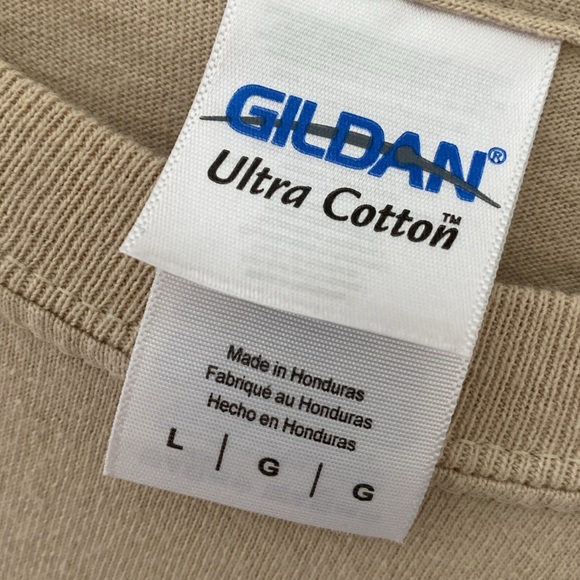 GILDAN®
Ultra Cotton™
Made in Honduras
Fabriqué au Honduras
Hecho en Honduras
L | G | G